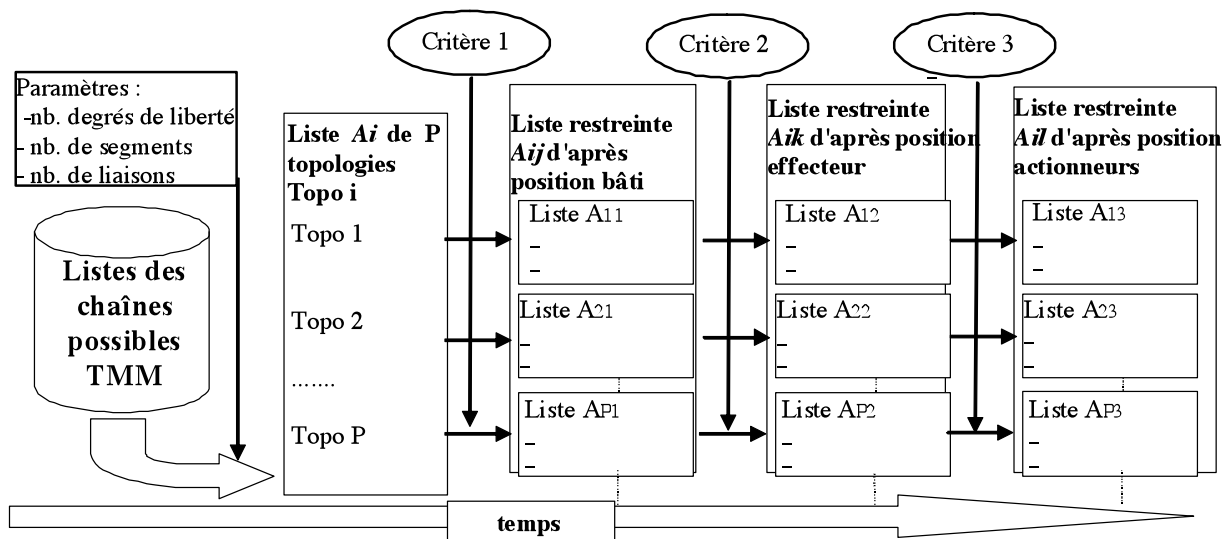 Critère 1
Critère 2
Critère 3
Paramètres :
-nb. degrés de liberté
- nb. de segments
- nb. de liaisons
Listes des
chaînes
possibles
TMM
Liste Ai de P
topologies
Topo i
Topo 1
Topo 2
.......
Topo P
Liste restreinte
Aij d'après
position bâti
Liste A11
–
–
Liste A21
–
–
Liste AP1
–
–
Liste restreinte
Aik d'après position
effecteur
Liste A12
–
–
Liste A22
–
–
Liste AP2
–
–
Liste restreinte
Ail d'après position
actionneurs
Liste A13
–
–
Liste A23
–
–
Liste AP3
–
–
temps